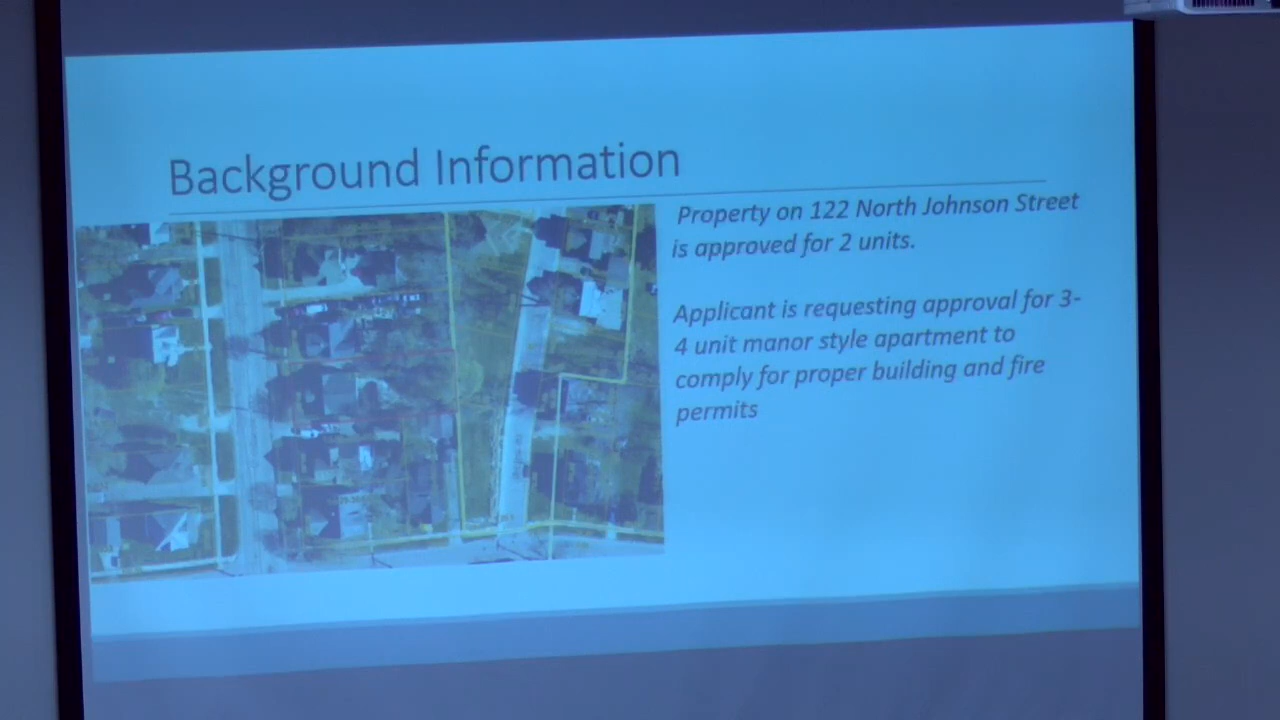 Background Information
Property on 122 North Johnson Street
is approved for 2 units.
Applicant is requesting approval for 3-
4 unit manor style apartment to
comply for proper building and fire
permits